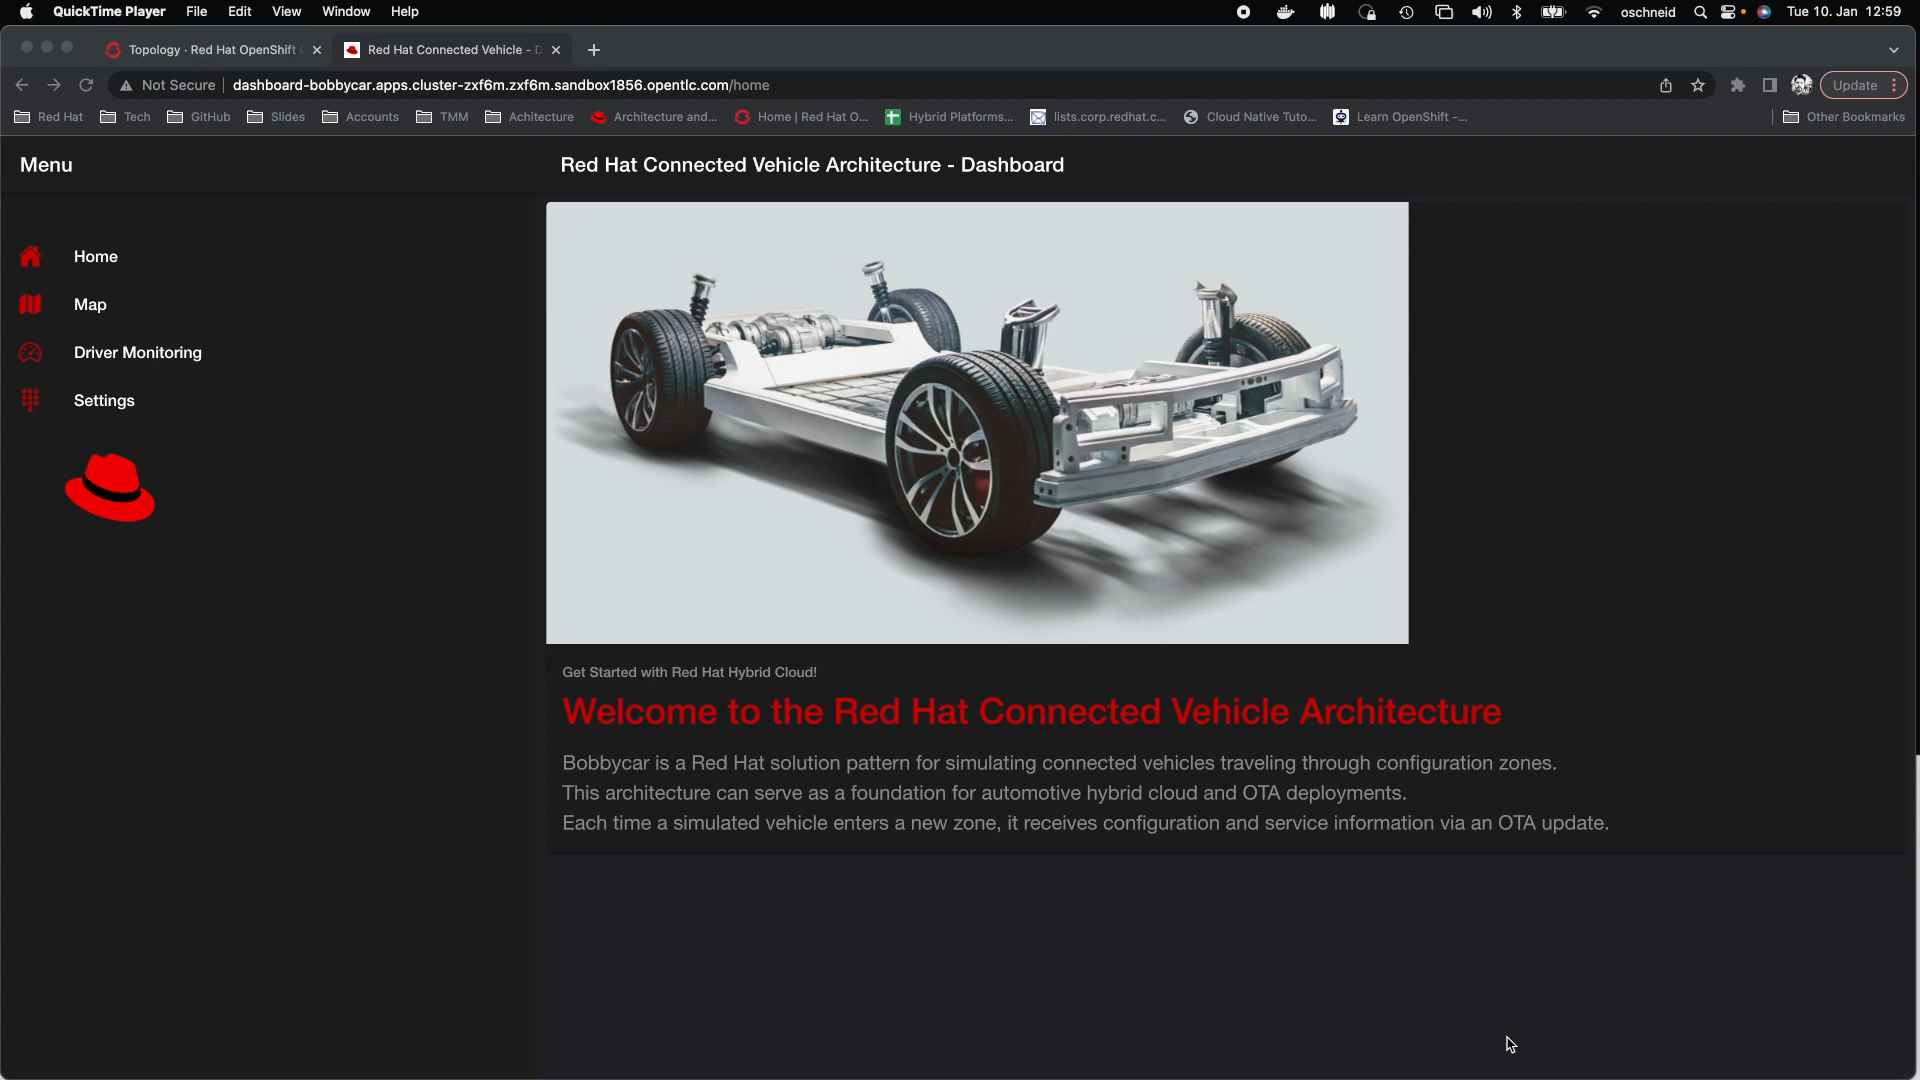 QuickTime Player File Edit View Window Help oschneid Tue 10. Jan 12:59
Topology · Red Hat OpenShift Red Hat Connected Vehicle - D
Not Secure dashboard-bobbycar.apps.cluster-zxf6m.zxf6m.sandbox1856.opentlc.com/home Update
Red Hat Tech GitHub Slides Accounts TMM Achitecture Architecture and... Home | Red Hat O... Hybrid Platforms... lists.corp.redhat.c... Cloud Native Tuto... Learn OpenShift -... Other Bookmarks
Menu
Red Hat Connected Vehicle Architecture - Dashboard
Home
Map
Driver Monitoring
Settings
Get Started with Red Hat Hybrid Cloud!
Welcome to the Red Hat Connected Vehicle Architecture
Bobbycar is a Red Hat solution pattern for simulating connected vehicles traveling through configuration zones.
This architecture can serve as a foundation for automotive hybrid cloud and OTA deployments.
Each time a simulated vehicle enters a new zone, it receives configuration and service information via an OTA update.